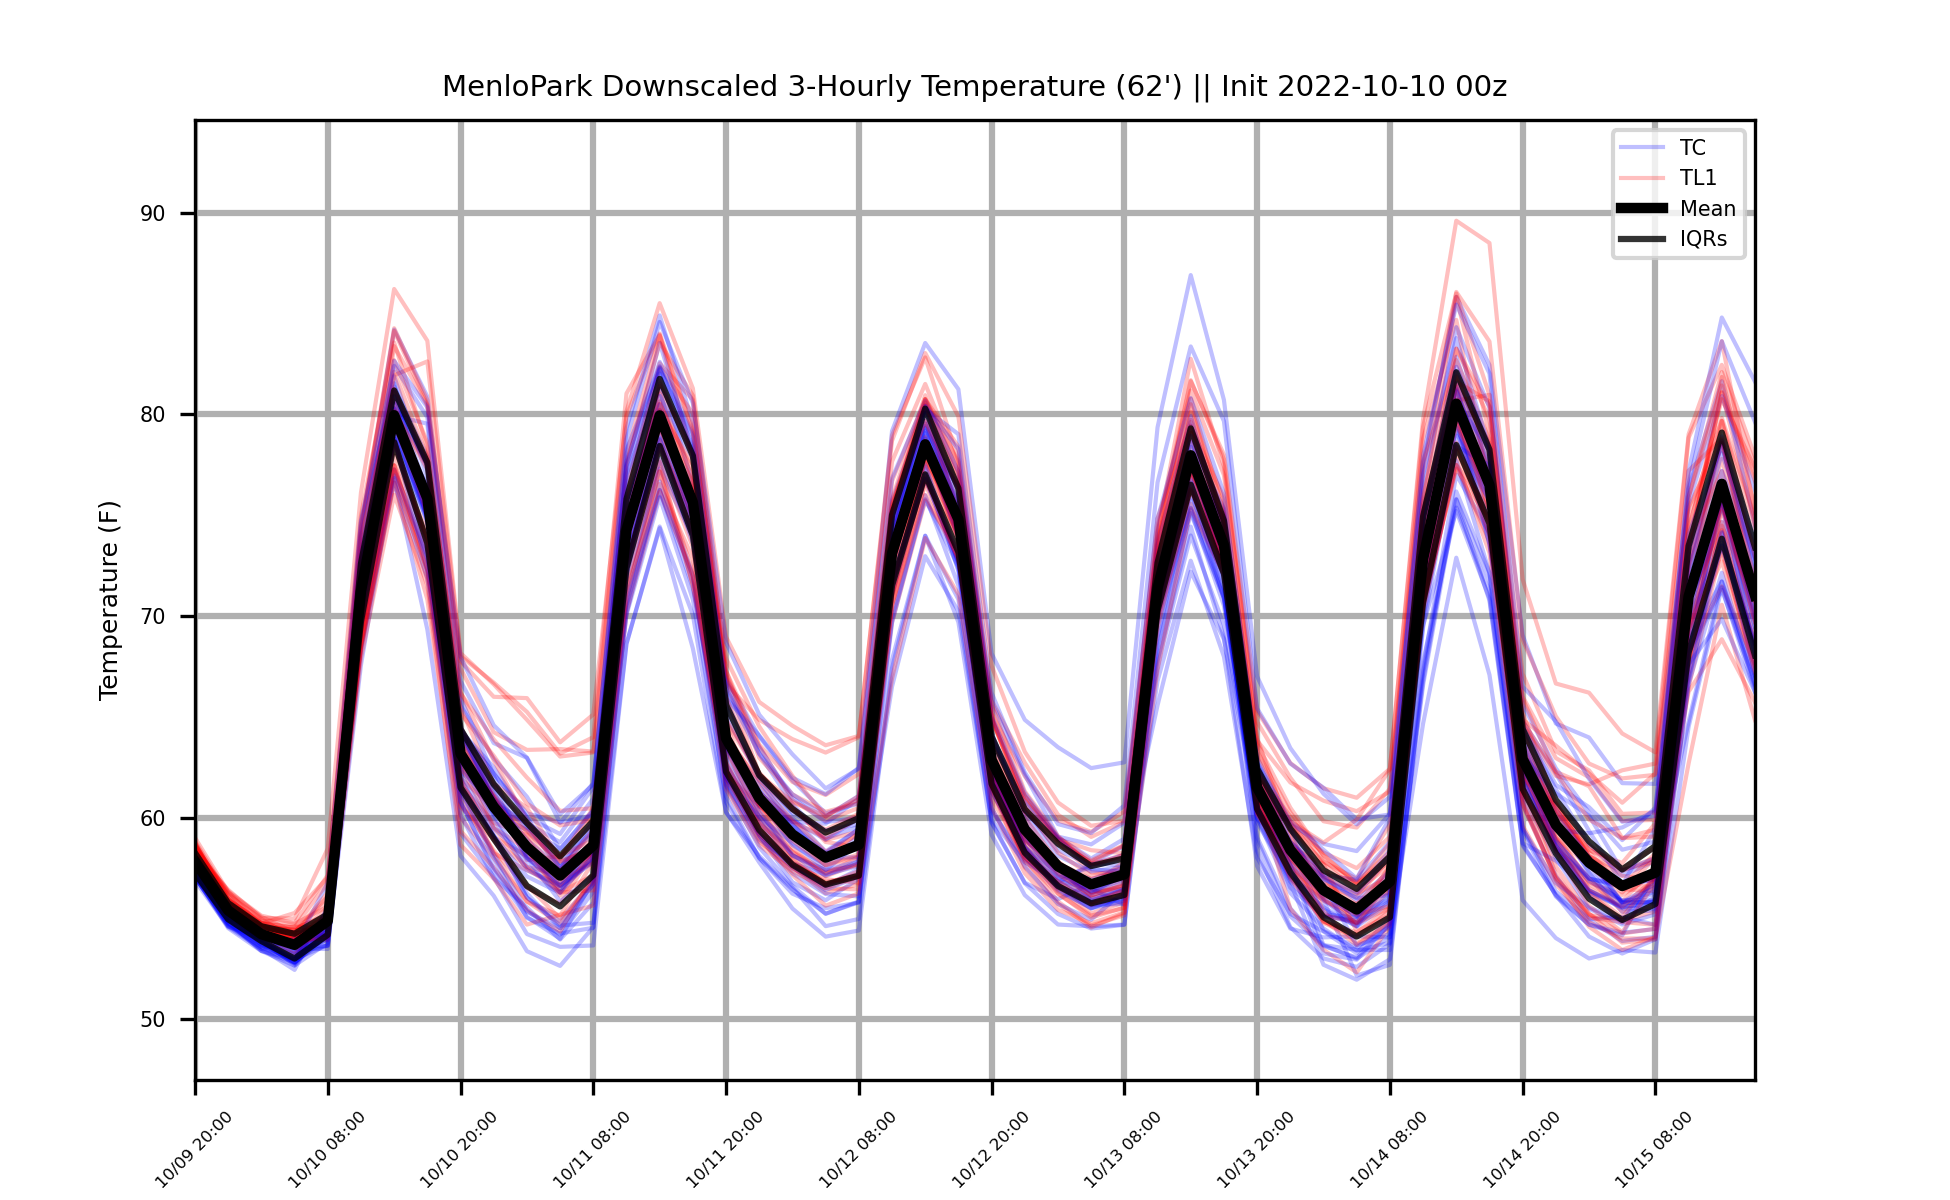 MenloPark Downscaled 3-Hourly Temperature (62') || Init 2022-10-10 00z
TC
TL1
Mean
IQRs
Temperature (F)
90
80
70
60
50
10/09 20:00
10/10 08:00
10/10 20:00
10/11 08:00
10/11 20:00
10/12 08:00
10/12 20:00
10/13 08:00
10/13 20:00
10/14 08:00
10/14 20:00
10/15 08:00